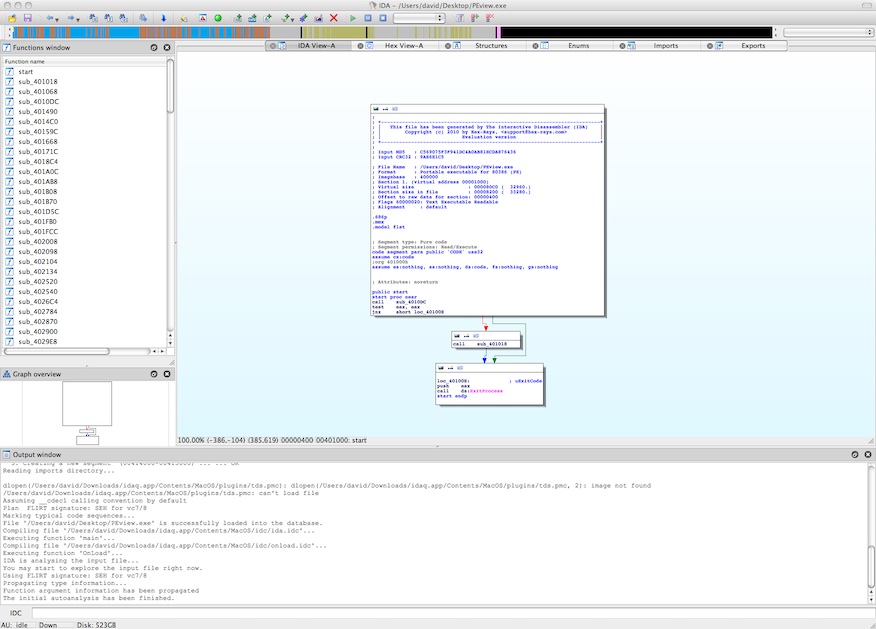 IDA – C:/Users/david/Desktop/PEview.exe
Functions window
IDA View-A
Hex View-A
Structures
Enums
Imports
Exports
Function name
start
sub_401018
sub_401068
sub_4010DC
sub_401490
sub_4014C0
sub_40159C
sub_401668
sub_40171C
sub_4018C4
sub_401A0C
sub_401AB8
sub_401B08
sub_401B70
sub_401D5C
sub_401FB0
sub_401FCC
sub_402008
sub_402098
sub_402104
sub_402134
sub_402520
sub_402540
sub_4026C4
sub_402784
sub_402870
sub_402900
sub_4029E8
; This file has been generated by The Interactive Disassembler (IDA)
; Copyright (c) 2010 by Hex-Rays, <support@hex-rays.com>
; Evaluation version
; Input MD5 :
; Input CRC32 :
; File Name : /Users/david/Desktop/PEview.exe
; Format : Portable executable for 80386 (PE)
; Imagebase : 400000
; Section 1. (virtual address 00001000)
; Virtual size : 000080C0 ( 32960.)
; Section size in file : 00008200 ( 33280.)
; Offset to raw data for section: 00000400
; Flags 60000020: Text Executable Readable
; Alignment : default
.686p
.mmx
.model flat
; Segment type: Pure code
; Segment permissions: Read/Execute
code segment para public 'CODE' use32
assume cs:code
;org 401000h
assume es:nothing, ss:nothing, ds:code, fs:nothing, gs:nothing
; Attributes: noreturn
public start
start proc near
call sub_4010DC
test eax, eax
jnz short loc_401008
call sub_401018
loc_401008: ; uExitCode
push eax
call ds:ExitProcess
start endp
Graph overview
100.00% (-386,-104) (385,619) 00000400 00401000: start
Output window
Reading imports directory...
dlopen(/Users/david/Downloads/idaq.app/Contents/MacOS/plugins/tds.pmc): dlopen(/Users/david/Downloads/idaq.app/Contents/MacOS/plugins/tds.pmc, 2): image not found
/Users/david/Downloads/idaq.app/Contents/MacOS/plugins/tds.pmc: can't load file
Assuming __cdecl calling convention by default
Plan FLIRT signature: SEH for vc7/8
Marking typical code sequences...
File '/Users/david/Desktop/PEview.exe' is successfully loaded into the database.
Compiling file '/Users/david/Downloads/idaq.app/Contents/MacOS/idc/ida.idc'...
Executing function 'main'...
Compiling file '/Users/david/Downloads/idaq.app/Contents/MacOS/idc/onload.idc'...
Executing function 'OnLoad'...
IDA is analysing the input file...
You may start to explore the input file right now.
Using FLIRT signature: SEH for vc7/8
Propagating type information...
Function argument information has been propagated
The initial autoanalysis has been finished.
IDC
AU: idle Down Disk: 523GB